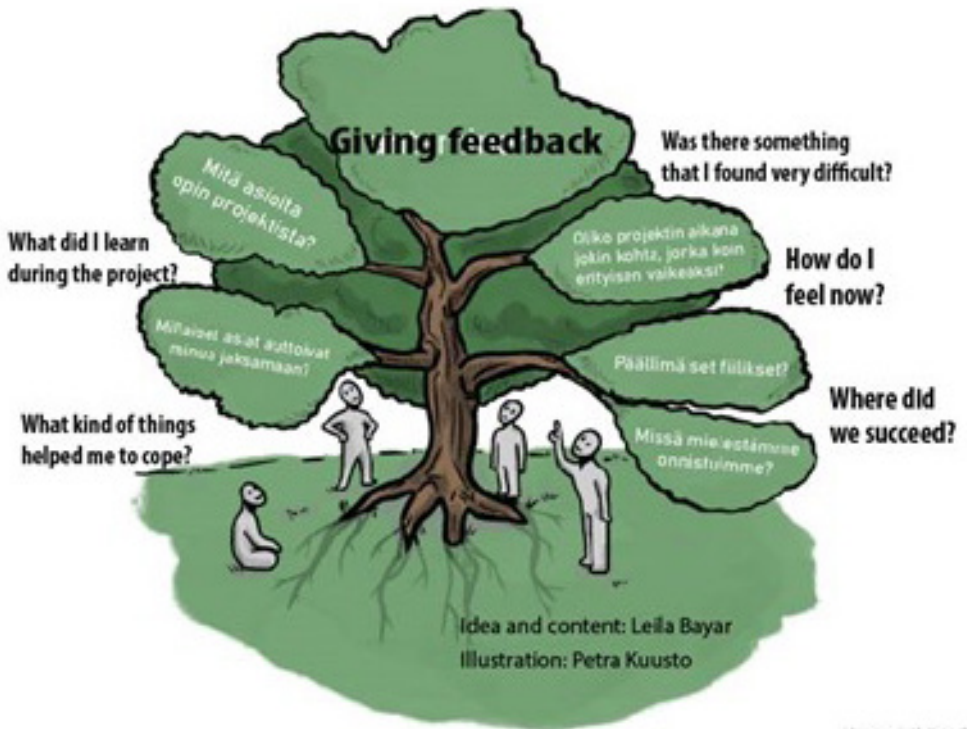 Giving feedback
Was there something
that I found very difficult?
Mitä asioita
opin projektista?
What did I learn
during the project?
Oliko projektin aikana
jokin kohta, jonka koin
erityisen vaikeaksi?
How do I
feel now?
Millaiset asiat auttoivat
minua jaksamaan?
Päällimmäiset fiilikset?
What kind of things
helped me to cope?
Where did
we succeed?
Missä mielestämme
onnistuimme?
Idea and content: Leila Bayar
Illustration: Petra Kuusto